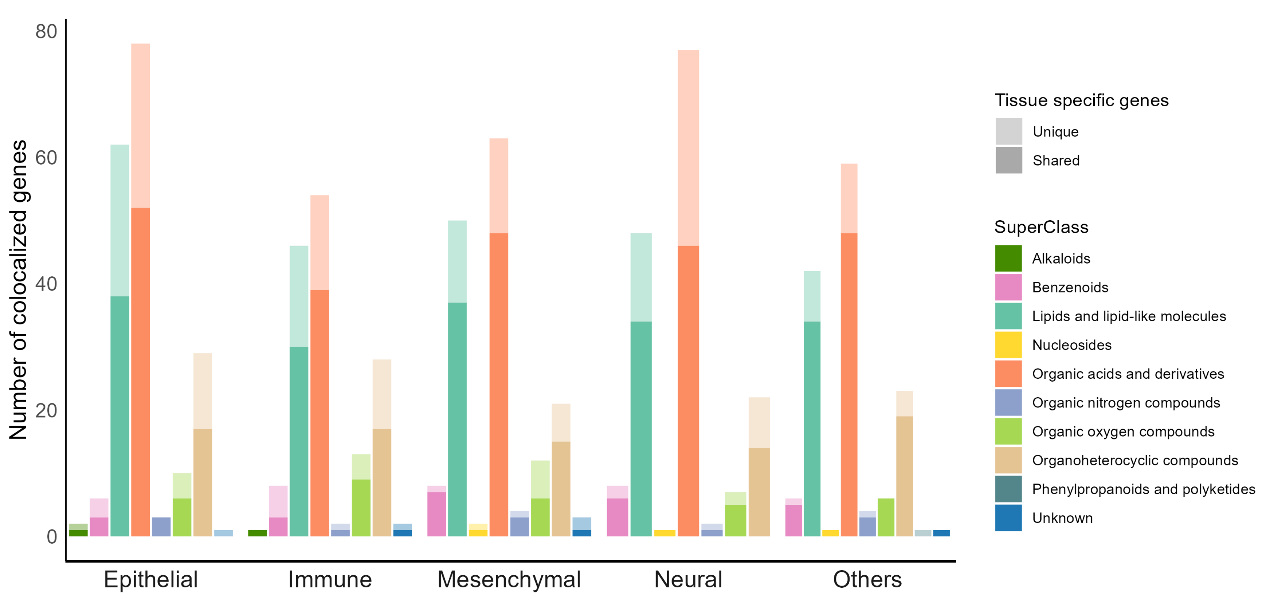 Number of colocalized genes
80
60
40
20
0
Epithelial
Immune
Mesenchymal
Neural
Others
Tissue specific genes
Unique
Shared
SuperClass
Alkaloids
Benzenoids
Lipids and lipid-like molecules
Nucleosides
Organic acids and derivatives
Organic nitrogen compounds
Organic oxygen compounds
Organoheterocyclic compounds
Phenylpropanoids and polyketides
Unknown